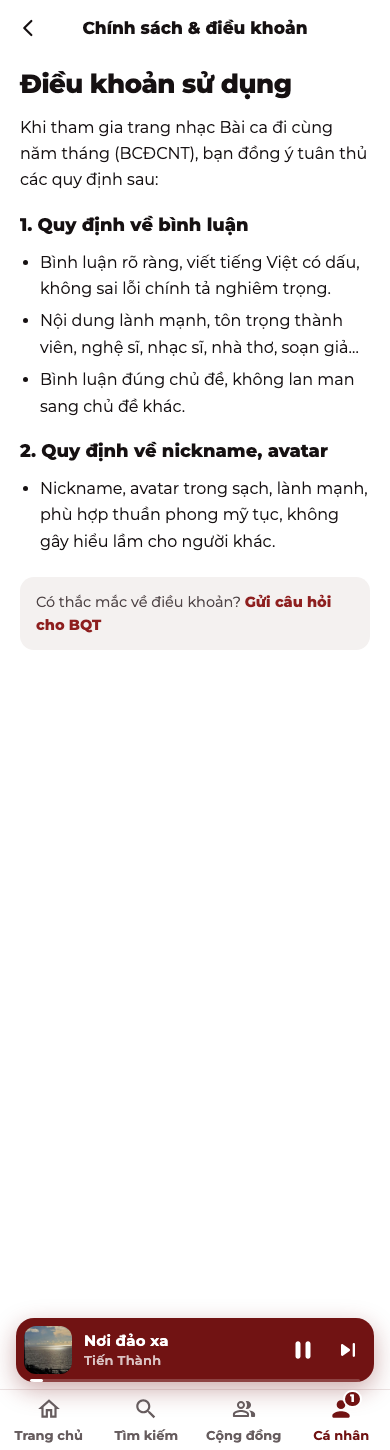 Chính sách & điều khoản
Điều khoản sử dụng
Khi tham gia trang nhạc Bài ca đi cùng
năm tháng (BCĐCNT), bạn đồng ý tuân thủ
các quy định sau:
1. Quy định về bình luận
• Bình luận rõ ràng, viết tiếng Việt có dấu,
không sai lỗi chính tả nghiêm trọng.
• Nội dung lành mạnh, tôn trọng thành
viên, nghệ sĩ, nhạc sĩ, nhà thơ, soạn giả...
• Bình luận đúng chủ đề, không lan man
sang chủ đề khác.
2. Quy định về nickname, avatar
• Nickname, avatar trong sạch, lành mạnh,
phù hợp thuần phong mỹ tục, không
gây hiểu lầm cho người khác.
Có thắc mắc về điều khoản? Gửi câu hỏi
cho BQT
Nơi đảo xa
Tiến Thành
1
Trang chủ Tìm kiếm Cộng đồng Cá nhân